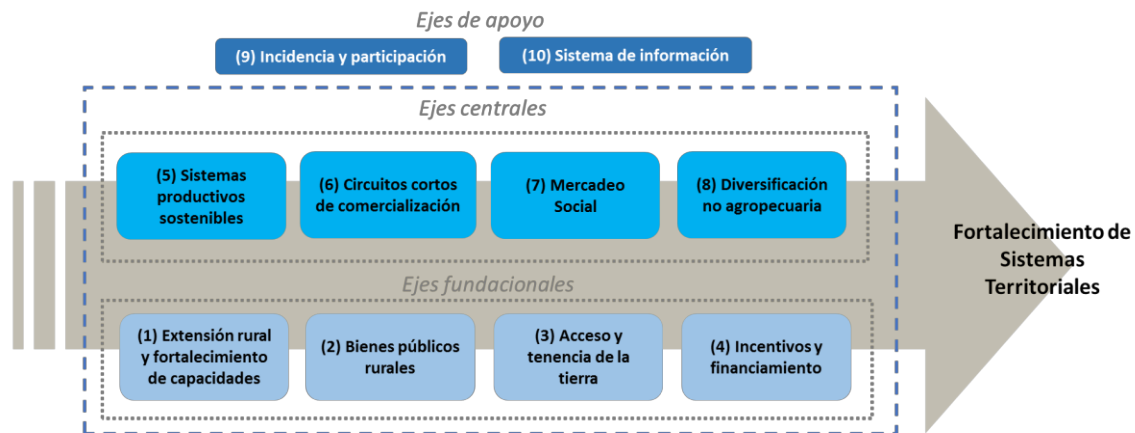 Ejes de apoyo
(9) Incidencia y participación
(10) Sistema de información
Ejes centrales
(5) Sistemas
productivos
sostenibles
(6) Circuitos cortos
de comercialización
(7) Mercadeo
Social
(8) Diversificación
no agropecuaria
Fortalecimiento de
Sistemas
Territoriales
Ejes fundacionales
(1) Extensión rural
y fortalecimiento
de capacidades
(2) Bienes públicos
rurales
(3) Acceso y
tenencia de la
tierra
(4) Incentivos y
financiamiento